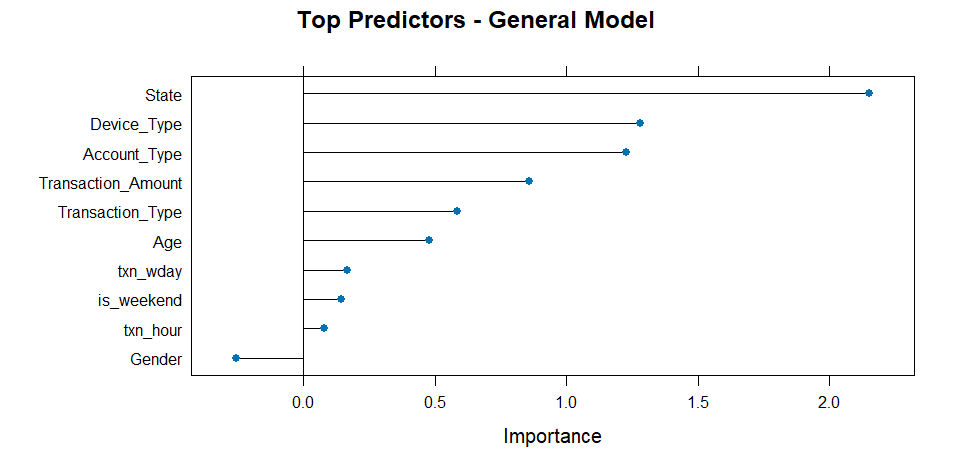 Top Predictors - General Model
State
Device_Type
Account_Type
Transaction_Amount
Transaction_Type
Age
txn_wday
is_weekend
txn_hour
Gender
0.0 0.5 1.0 1.5 2.0
Importance